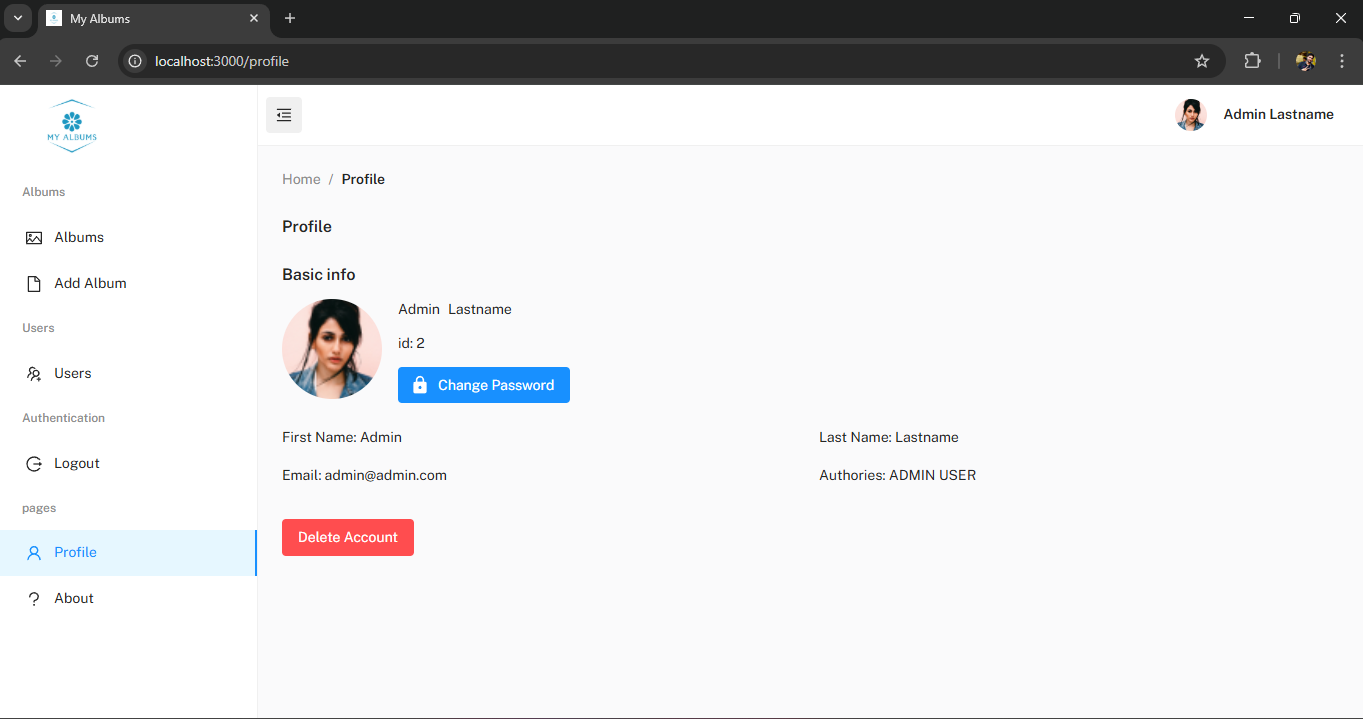 My Albums
localhost:3000/profile
MY ALBUMS
Admin Lastname
Albums
Albums
Add Album
Users
Users
Authentication
Logout
pages
Profile
About
Home / Profile
Profile
Basic info
Admin Lastname
id: 2
Change Password
First Name: Admin
Last Name: Lastname
Email: admin@admin.com
Authories: ADMIN USER
Delete Account